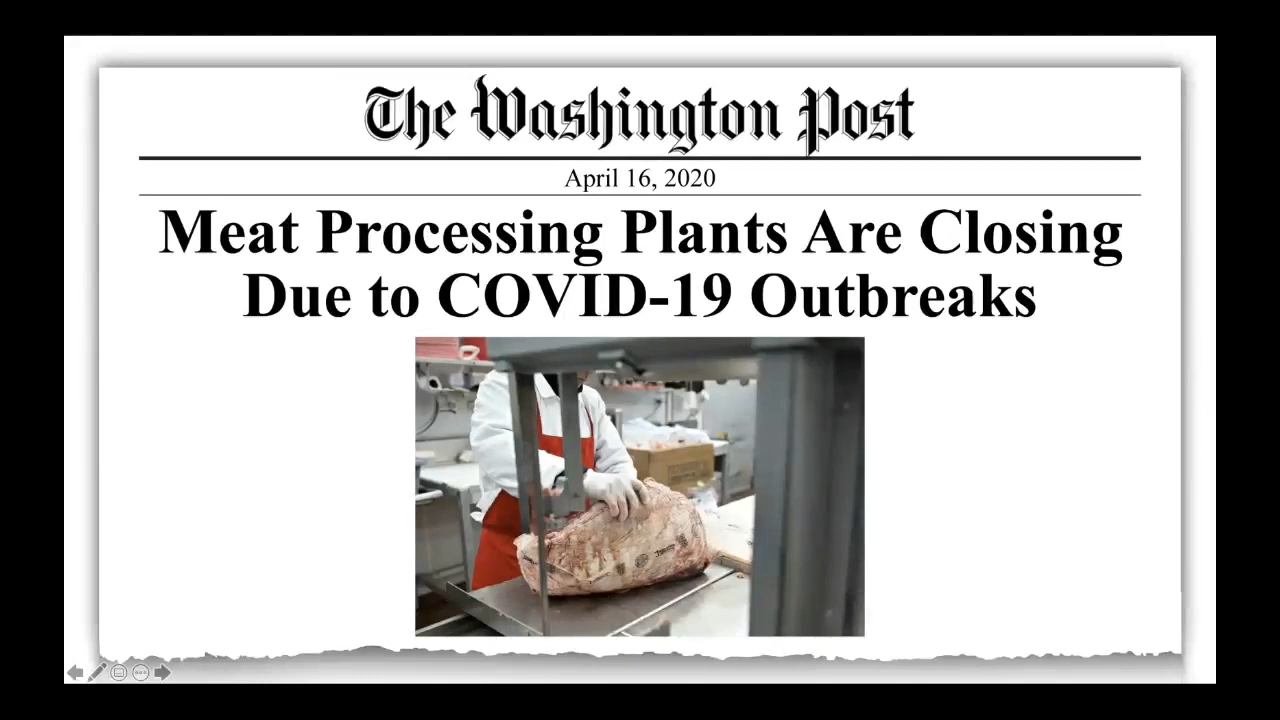 The Washington Post
April 16, 2020
Meat Processing Plants Are Closing
Due to COVID-19 Outbreaks